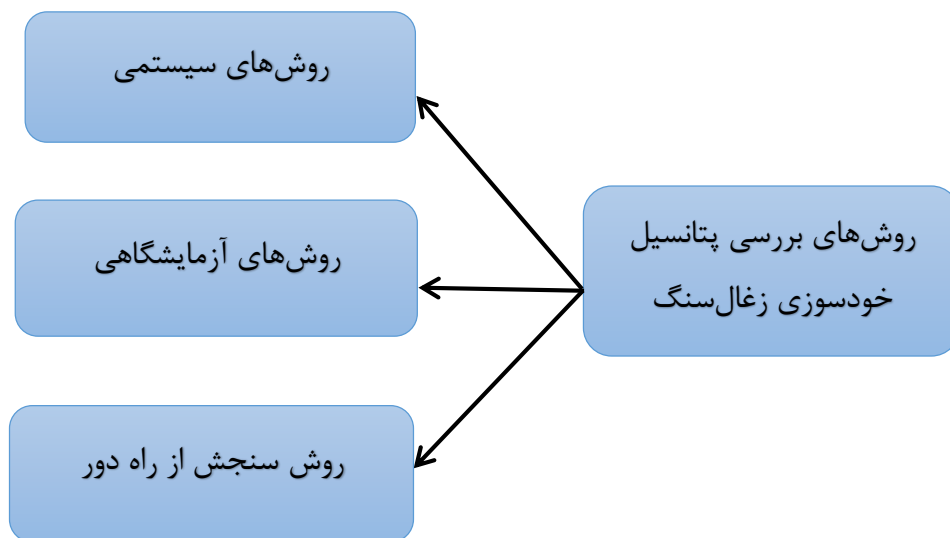 روش‌های بررسی پتانسیل
خودسوزی زغال‌سنگ
روش‌های سیستمی
روش‌های آزمایشگاهی
روش سنجش از راه دور